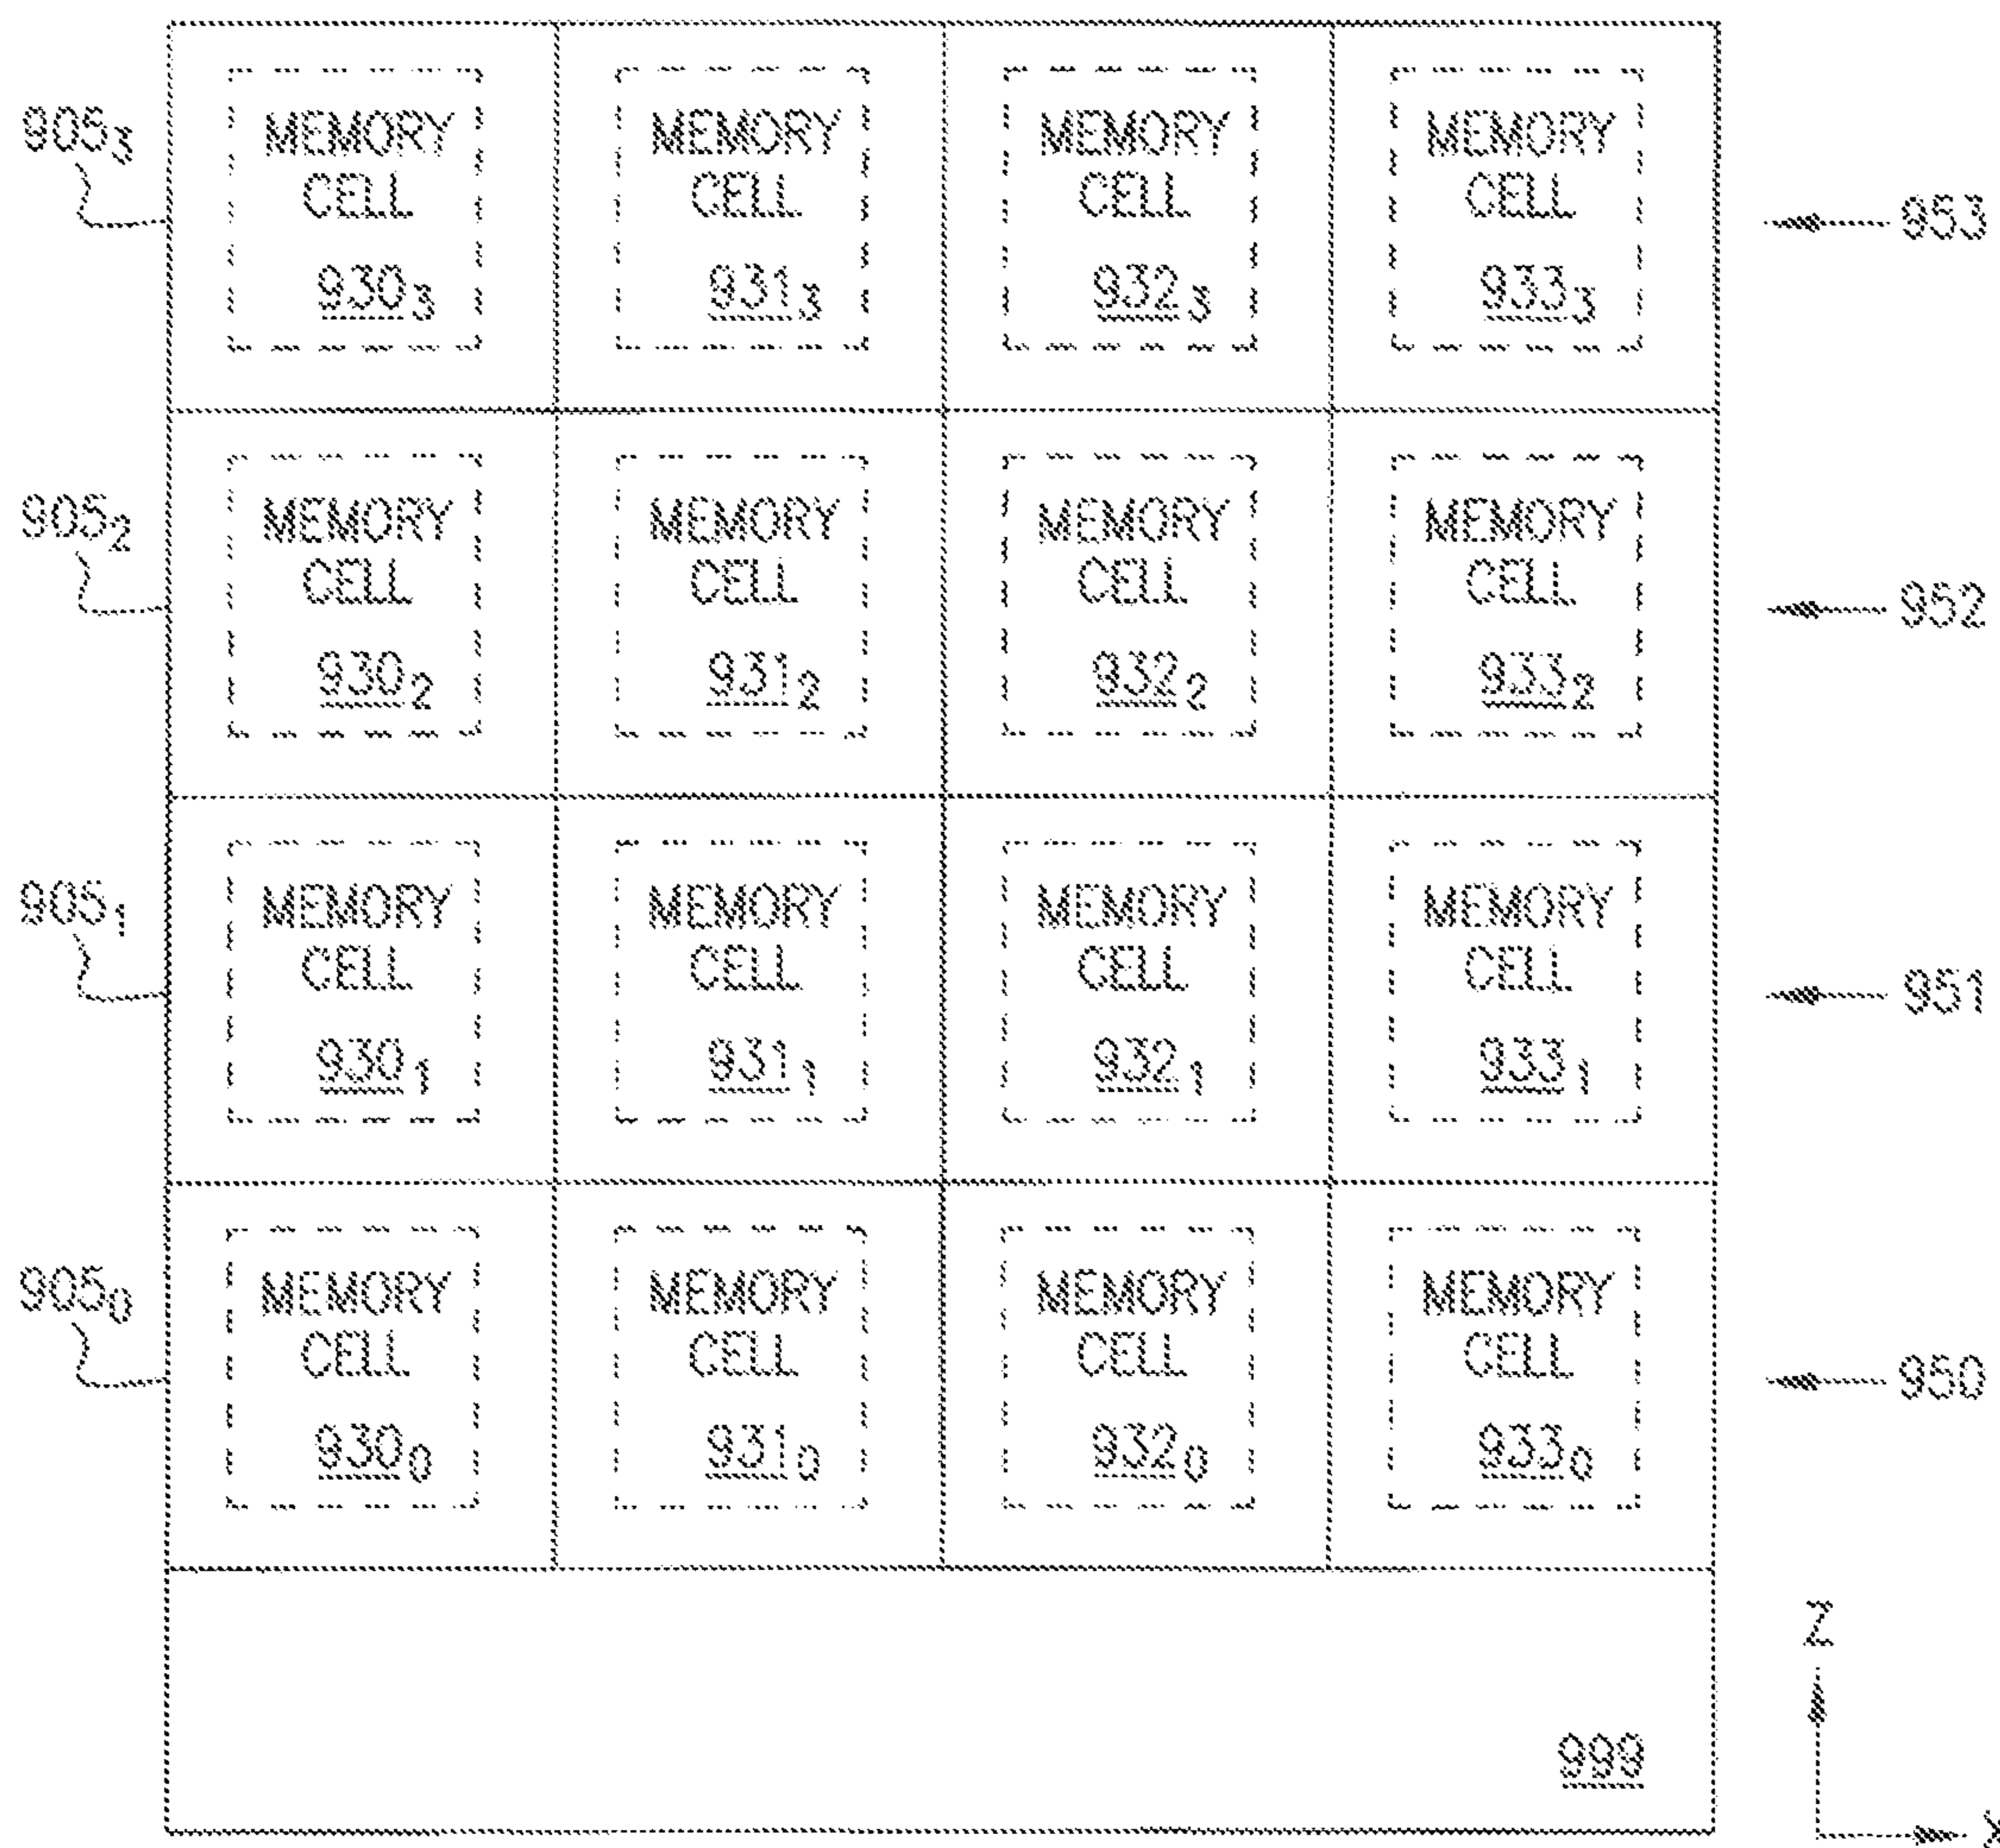 MEMORY MEMORY MEMORY MEMORY
905₃ CELL CELL CELL CELL 953
930₃ 931₃ 932₃ 933₃
MEMORY MEMORY MEMORY MEMORY
905₂ CELL CELL CELL CELL 952
930₂ 931₂ 932₂ 933₂
MEMORY MEMORY MEMORY MEMORY
905₁ CELL CELL CELL CELL 951
930₁ 931₁ 932₁ 933₁
MEMORY MEMORY MEMORY MEMORY
905₀ CELL CELL CELL CELL 950
930₀ 931₀ 932₀ 933₀
Z
999